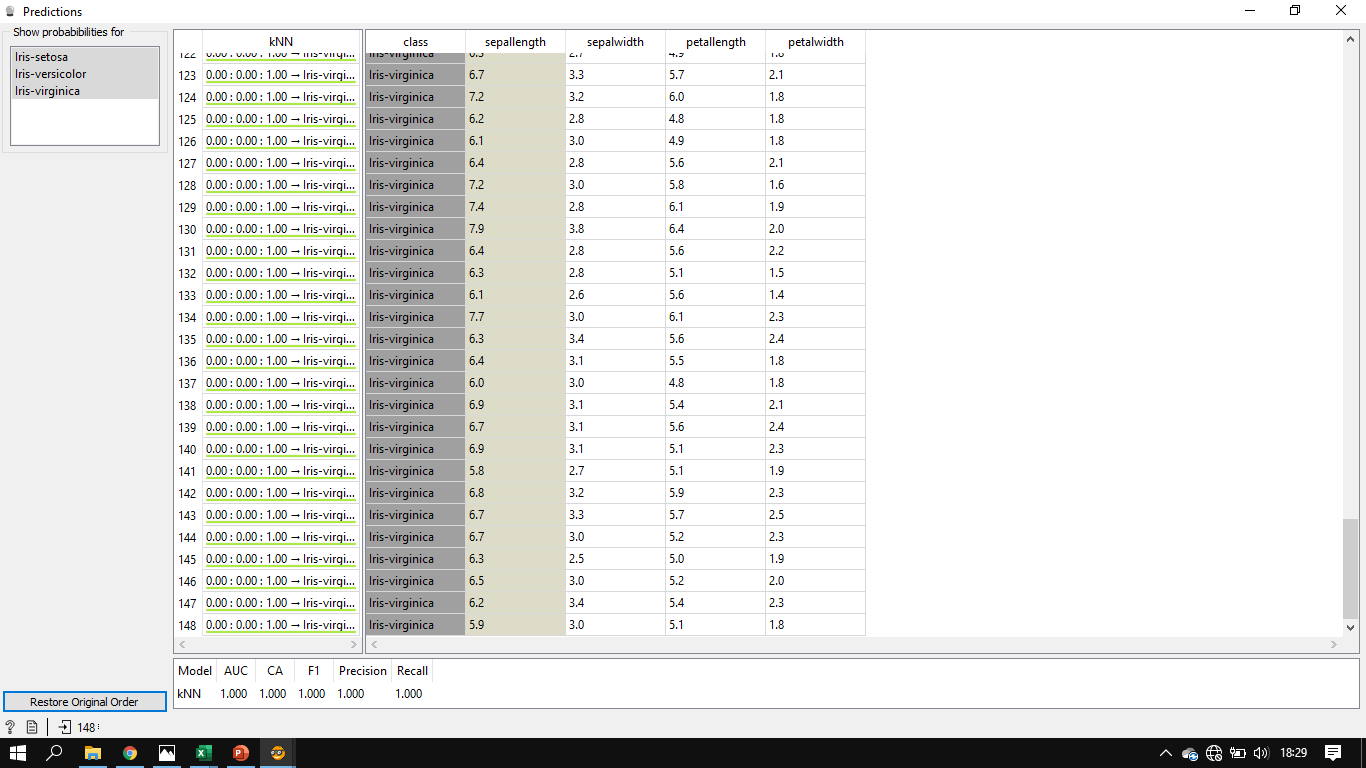 Predictions
Show probabibilities for
Iris-setosa
Iris-versicolor
Iris-virginica
kNN class sepallength sepalwidth petallength petalwidth
122 0.00 : 0.00 : 1.00 → Iris-virgi... Iris-virginica 6.3 2.7 4.9 1.8
123 0.00 : 0.00 : 1.00 → Iris-virgi... Iris-virginica 6.7 3.3 5.7 2.1
124 0.00 : 0.00 : 1.00 → Iris-virgi... Iris-virginica 7.2 3.2 6.0 1.8
125 0.00 : 0.00 : 1.00 → Iris-virgi... Iris-virginica 6.2 2.8 4.8 1.8
126 0.00 : 0.00 : 1.00 → Iris-virgi... Iris-virginica 6.1 3.0 4.9 1.8
127 0.00 : 0.00 : 1.00 → Iris-virgi... Iris-virginica 6.4 2.8 5.6 2.1
128 0.00 : 0.00 : 1.00 → Iris-virgi... Iris-virginica 7.2 3.0 5.8 1.6
129 0.00 : 0.00 : 1.00 → Iris-virgi... Iris-virginica 7.4 2.8 6.1 1.9
130 0.00 : 0.00 : 1.00 → Iris-virgi... Iris-virginica 7.9 3.8 6.4 2.0
131 0.00 : 0.00 : 1.00 → Iris-virgi... Iris-virginica 6.4 2.8 5.6 2.2
132 0.00 : 0.00 : 1.00 → Iris-virgi... Iris-virginica 6.3 2.8 5.1 1.5
133 0.00 : 0.00 : 1.00 → Iris-virgi... Iris-virginica 6.1 2.6 5.6 1.4
134 0.00 : 0.00 : 1.00 → Iris-virgi... Iris-virginica 7.7 3.0 6.1 2.3
135 0.00 : 0.00 : 1.00 → Iris-virgi... Iris-virginica 6.3 3.4 5.6 2.4
136 0.00 : 0.00 : 1.00 → Iris-virgi... Iris-virginica 6.4 3.1 5.5 1.8
137 0.00 : 0.00 : 1.00 → Iris-virgi... Iris-virginica 6.0 3.0 4.8 1.8
138 0.00 : 0.00 : 1.00 → Iris-virgi... Iris-virginica 6.9 3.1 5.4 2.1
139 0.00 : 0.00 : 1.00 → Iris-virgi... Iris-virginica 6.7 3.1 5.6 2.4
140 0.00 : 0.00 : 1.00 → Iris-virgi... Iris-virginica 6.9 3.1 5.1 2.3
141 0.00 : 0.00 : 1.00 → Iris-virgi... Iris-virginica 5.8 2.7 5.1 1.9
142 0.00 : 0.00 : 1.00 → Iris-virgi... Iris-virginica 6.8 3.2 5.9 2.3
143 0.00 : 0.00 : 1.00 → Iris-virgi... Iris-virginica 6.7 3.3 5.7 2.5
144 0.00 : 0.00 : 1.00 → Iris-virgi... Iris-virginica 6.7 3.0 5.2 2.3
145 0.00 : 0.00 : 1.00 → Iris-virgi... Iris-virginica 6.3 2.5 5.0 1.9
146 0.00 : 0.00 : 1.00 → Iris-virgi... Iris-virginica 6.5 3.0 5.2 2.0
147 0.00 : 0.00 : 1.00 → Iris-virgi... Iris-virginica 6.2 3.4 5.4 2.3
148 0.00 : 0.00 : 1.00 → Iris-virgi... Iris-virginica 5.9 3.0 5.1 1.8
Model AUC CA F1 Precision Recall
kNN 1.000 1.000 1.000 1.000 1.000
Restore Original Order
148
18:29